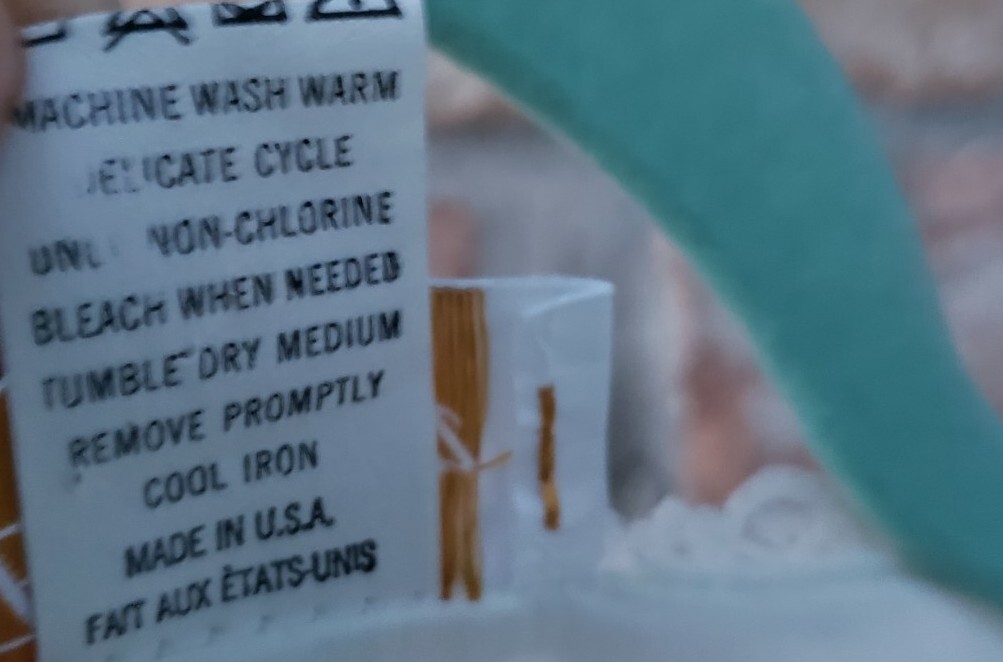 MACHINE WASH WARM
DELICATE CYCLE
NON-CHLORINE
BLEACH WHEN NEEDED
TUMBLE DRY MEDIUM
REMOVE PROMPTLY
COOL IRON
MADE IN U.S.A.
FAIT AUX ÈTATS-UNIS